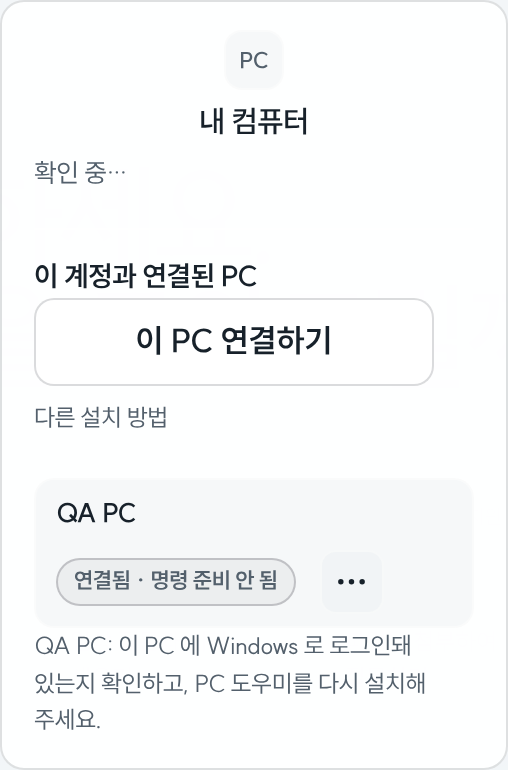 PC
내 컴퓨터
확인 중…
이 계정과 연결된 PC
이 PC 연결하기
다른 설치 방법
QA PC
연결됨 · 명령 준비 안 됨
QA PC: 이 PC 에 Windows 로 로그인돼
있는지 확인하고, PC 도우미를 다시 설치해
주세요.